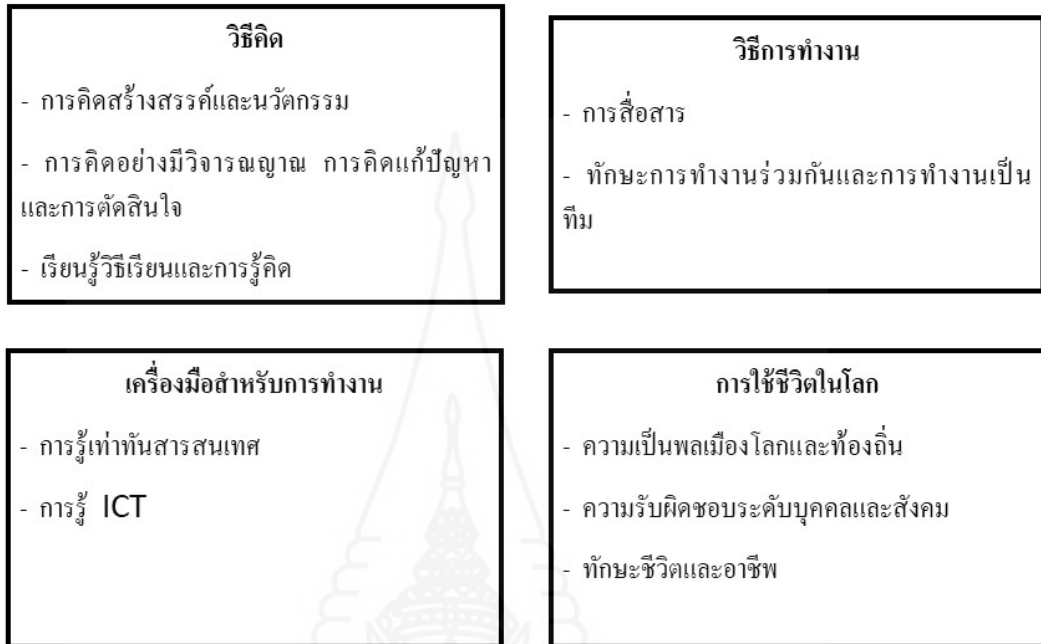 วิธีคิด
- การคิดสร้างสรรค์และนวัตกรรม
- การคิดอย่างมีวิจารณญาณ การคิดแก้ปัญหา
และการตัดสินใจ
- เรียนรู้วิธีเรียนและการรู้คิด
วิธีการทำงาน
- การสื่อสาร
- ทักษะการทำงานร่วมกันและการทำงานเป็น
ทีม
เครื่องมือสำหรับการทำงาน
- การรู้เท่าทันสารสนเทศ
- การรู้ ICT
การใช้ชีวิตในโลก
- ความเป็นพลเมืองโลกและท้องถิ่น
- ความรับผิดชอบระดับบุคคลและสังคม
- ทักษะชีวิตและอาชีพ